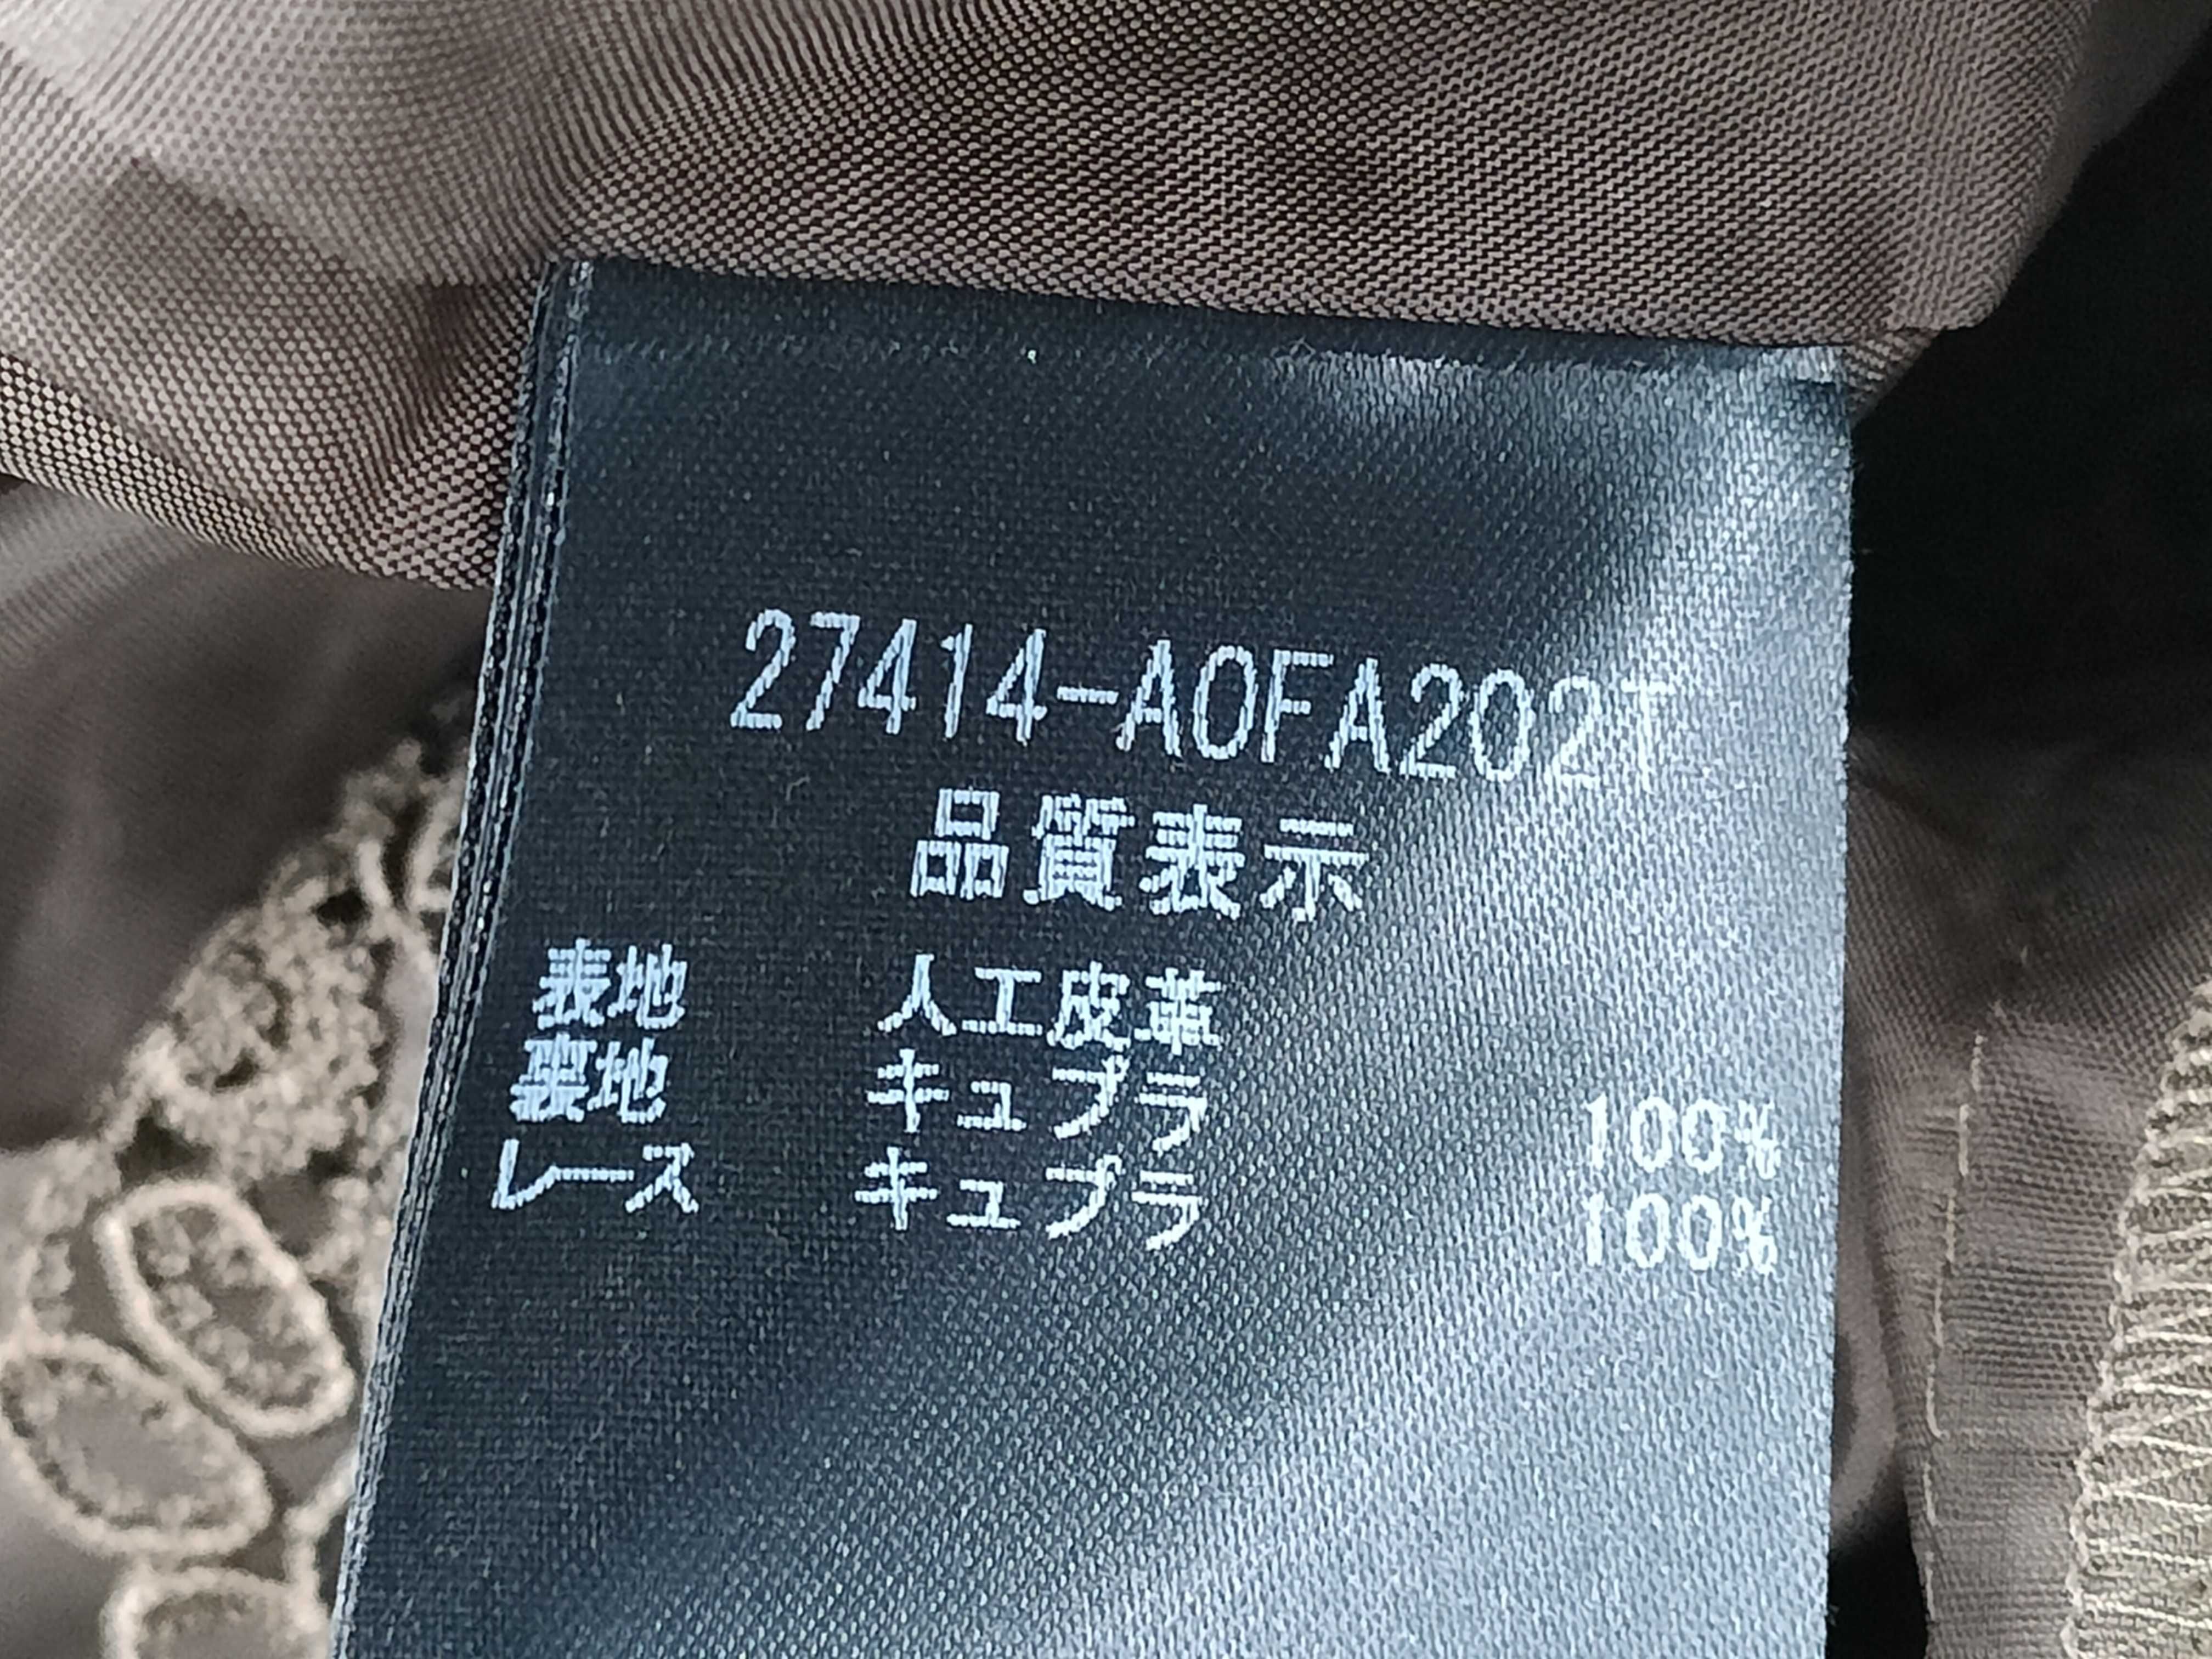 27414-A0FA202T
品質表示
表地 人工皮革
裏地 キュプラ 100%
レース キュプラ 100%